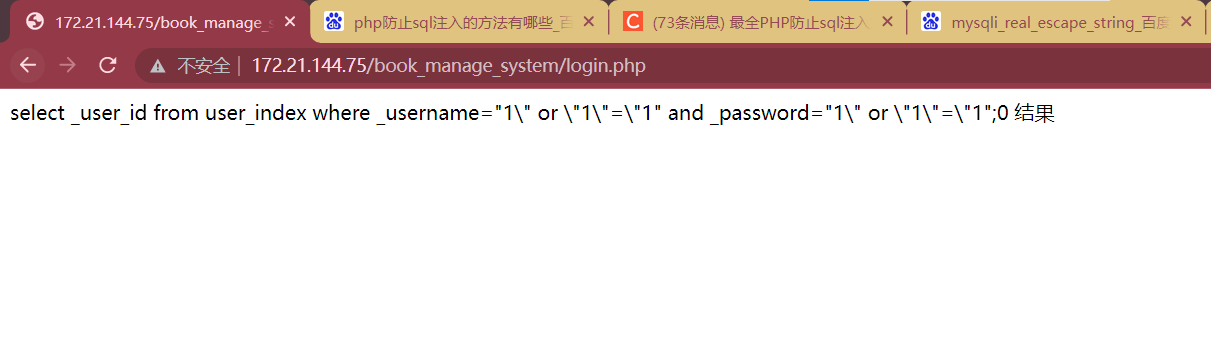 172.21.144.75/book_manage_s
php防止sql注入的方法有哪些_百
(73条消息) 最全PHP防止sql注入
mysqli_real_escape_string_百度
不安全 | 172.21.144.75/book_manage_system/login.php
select _user_id from user_index where _username="1\" or \"1\"=\"1" and _password="1\" or \"1\"=\"1";0 结果